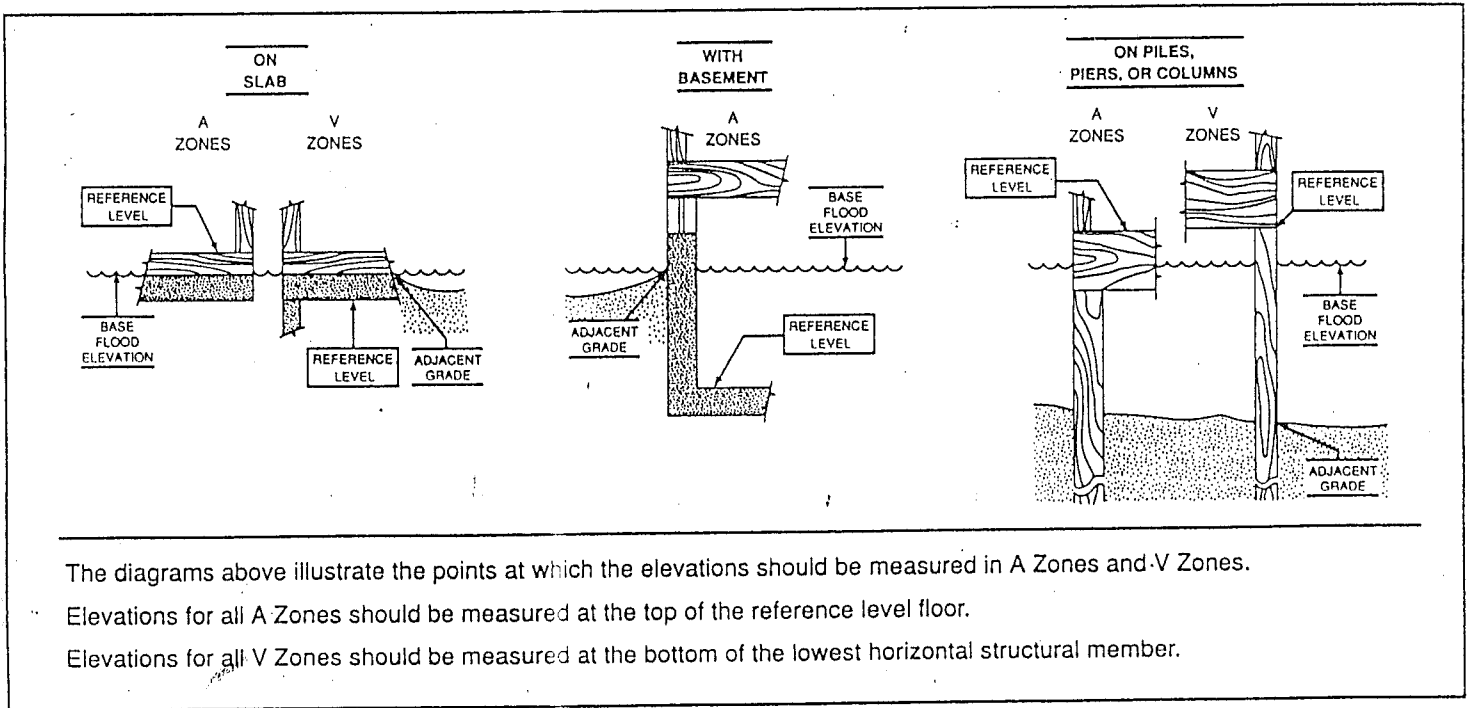 ON
SLAB
A
ZONES
V
ZONES
REFERENCE
LEVEL
BASE
FLOOD
ELEVATION
REFERENCE
LEVEL
ADJACENT
GRADE
WITH
BASEMENT
A
ZONES
BASE
FLOOD
ELEVATION
ADJACENT
GRADE
REFERENCE
LEVEL
ON PILES,
PIERS, OR COLUMNS
A
ZONES
V
ZONES
REFERENCE
LEVEL
REFERENCE
LEVEL
BASE
FLOOD
ELEVATION
ADJACENT
GRADE
The diagrams above illustrate the points at which the elevations should be measured in A Zones and V Zones.
Elevations for all A Zones should be measured at the top of the reference level floor.
Elevations for all V Zones should be measured at the bottom of the lowest horizontal structural member.